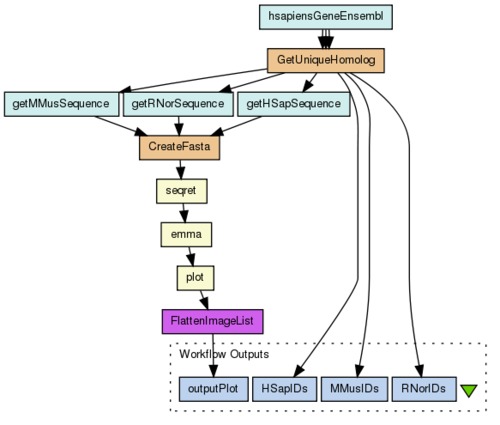 hsapiensGeneEnsembl
GetUniqueHomolog
getMMusSequence
getRNorSequence
getHSapSequence
CreateFasta
seqret
emma
plot
FlattenImageList
Workflow Outputs
outputPlot
HSapIDs
MMusIDs
RNorIDs